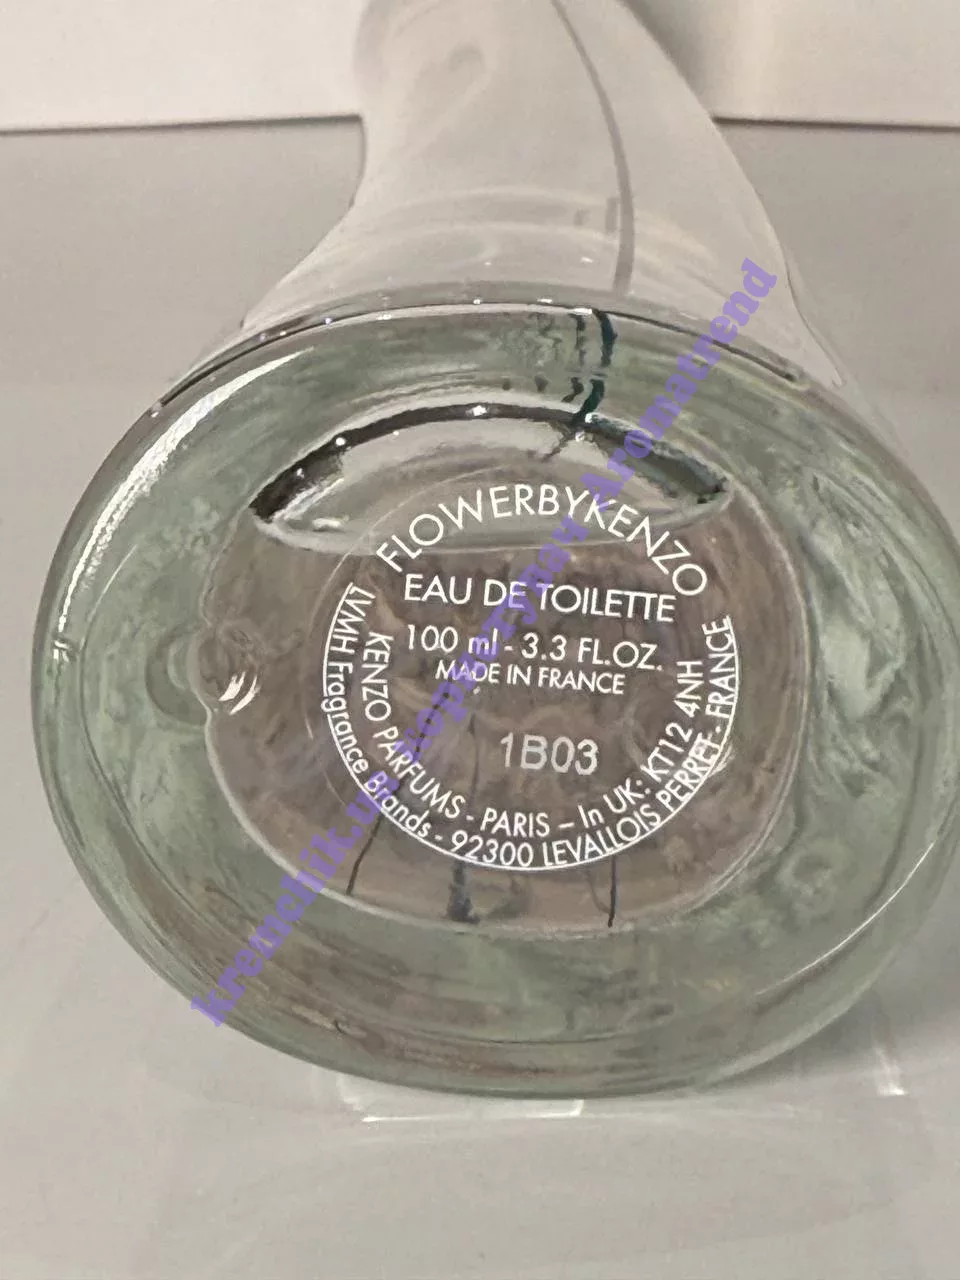 FLOWERBYKENZO
EAU DE TOILETTE
100 ml - 3.3 FL.OZ.
MADE IN FRANCE
1B03
KENZO PARFUMS - PARIS – In UK: KT12 4NH
LVMH Fragrance Brands - 92300 LEVALLOIS PERRET - FRANCE
Aromatrend